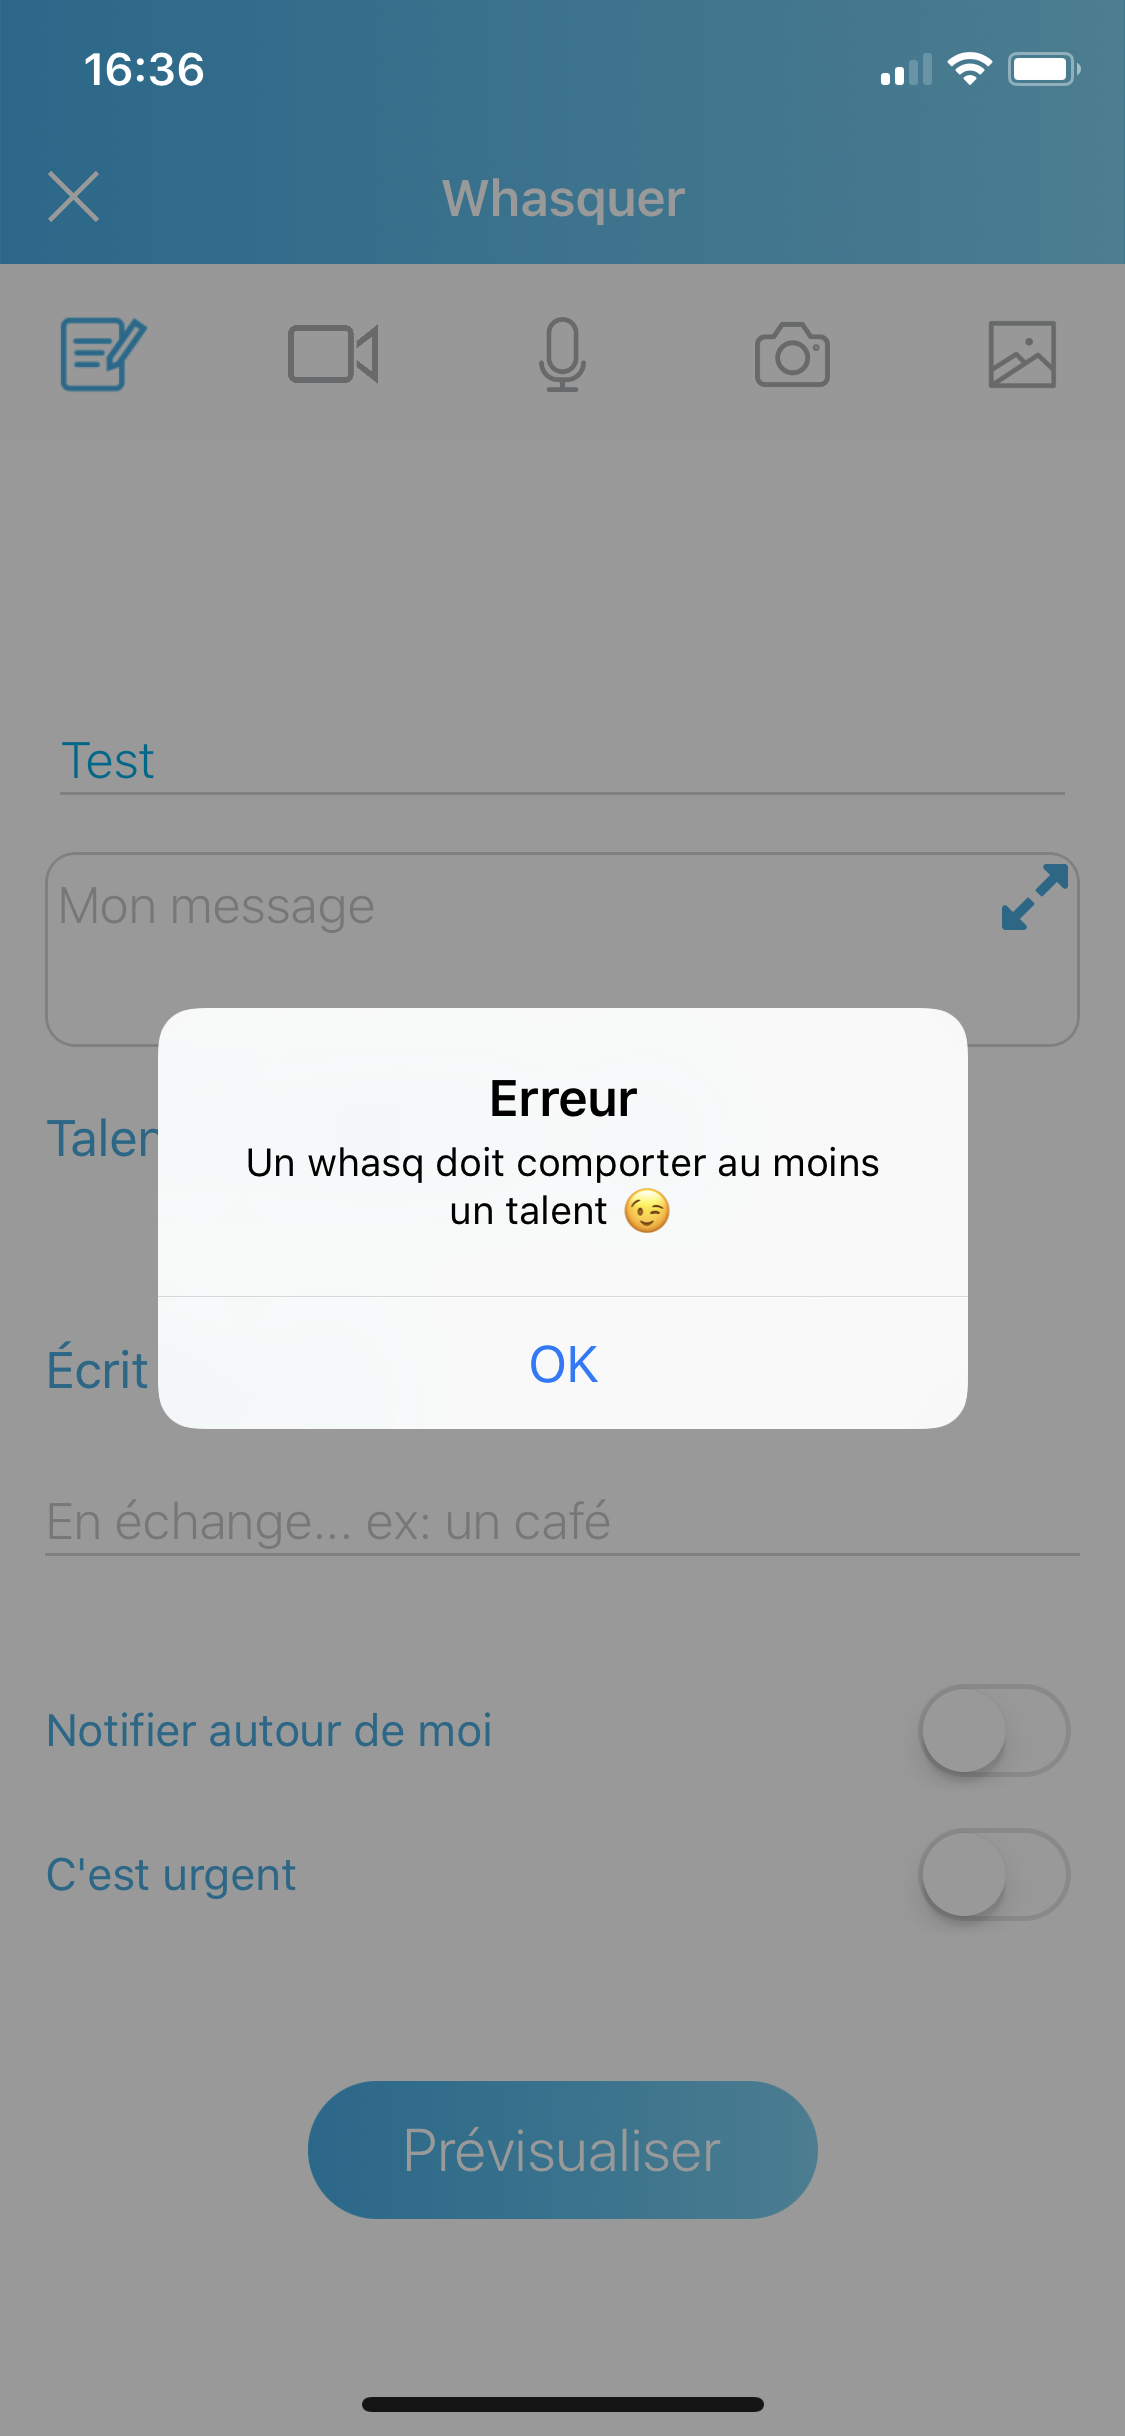 16:36
Whasquer
Test
Mon message
Erreur
Un whasq doit comporter au moins
un talent 😉
OK
Écrit
En échange... ex: un café
Notifier autour de moi
C'est urgent
Prévisualiser